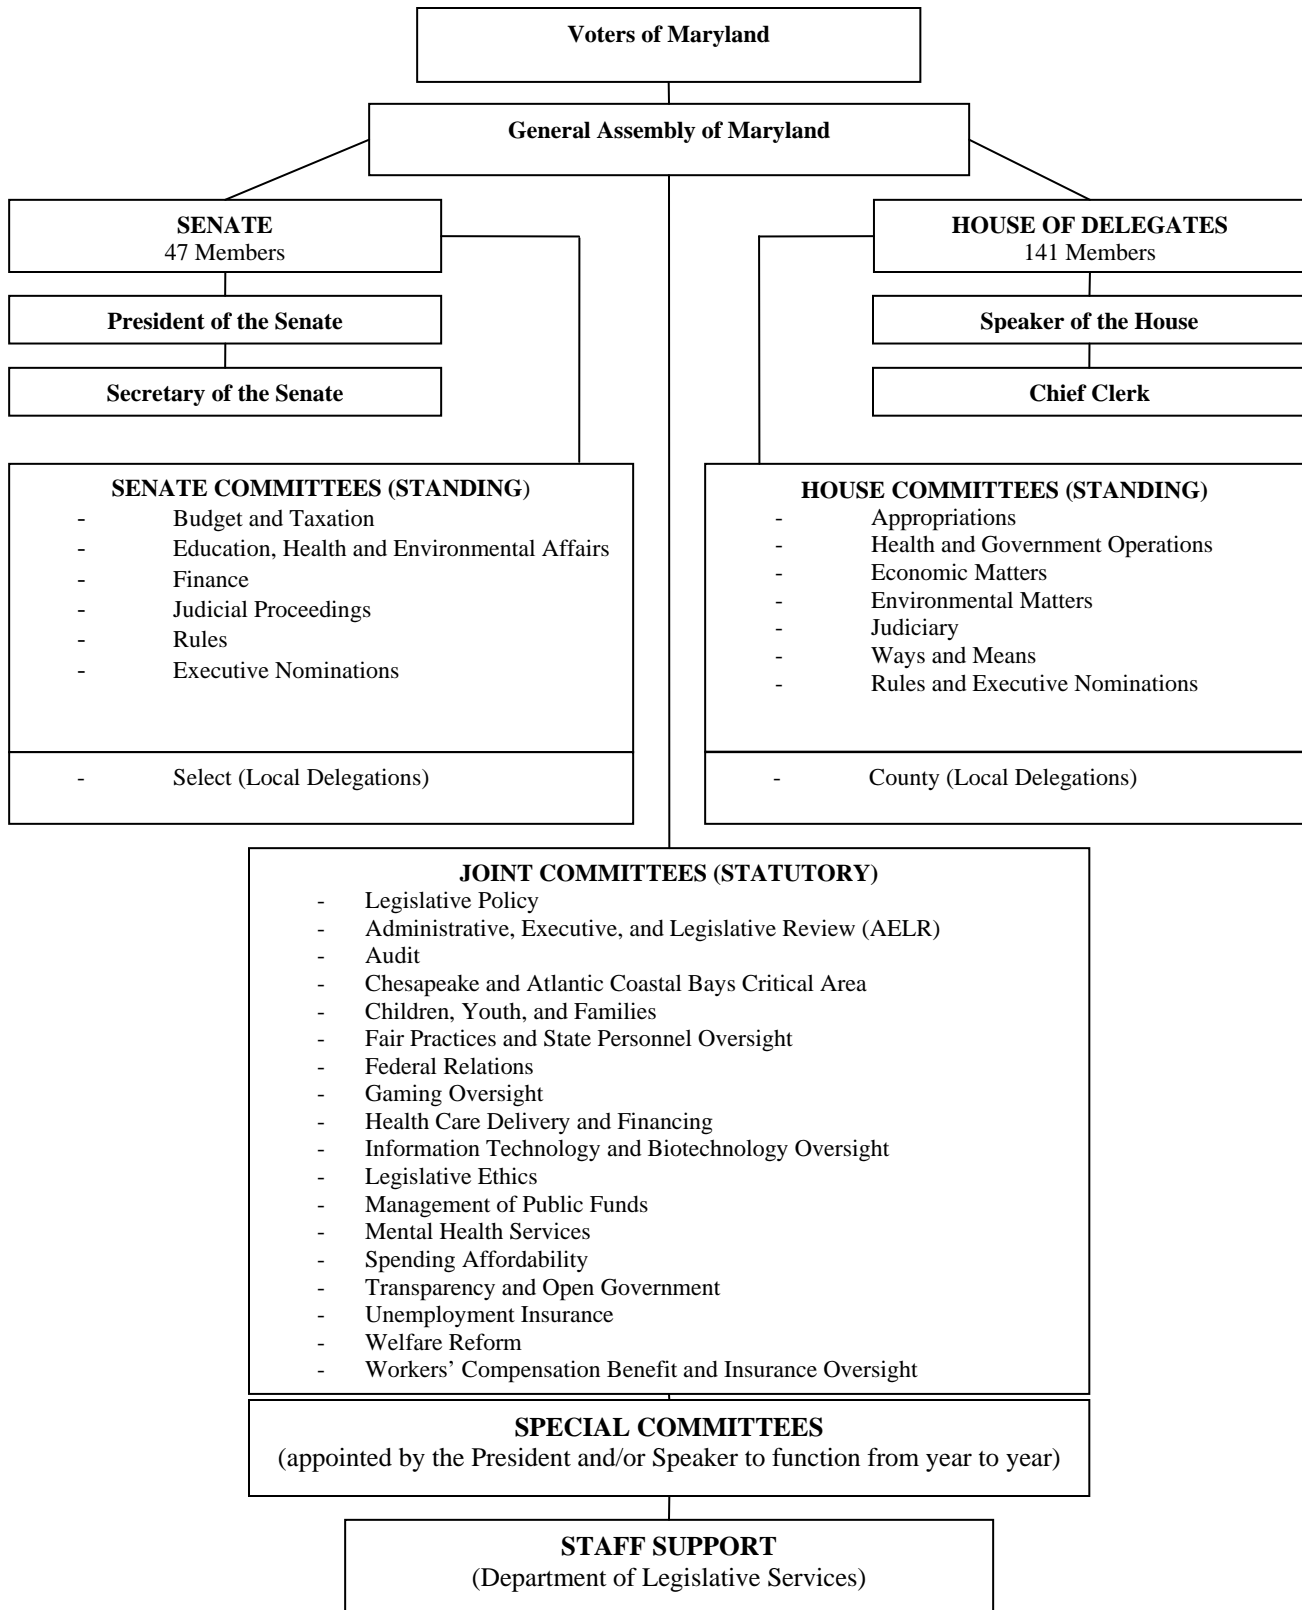 Voters of Maryland
General Assembly of Maryland
SENATE
47 Members
HOUSE OF DELEGATES
141 Members
President of the Senate
Speaker of the House
Secretary of the Senate
Chief Clerk
SENATE COMMITTEES (STANDING)
- Budget and Taxation
- Education, Health and Environmental Affairs
- Finance
- Judicial Proceedings
- Rules
- Executive Nominations
- Select (Local Delegations)
HOUSE COMMITTEES (STANDING)
- Appropriations
- Health and Government Operations
- Economic Matters
- Environmental Matters
- Judiciary
- Ways and Means
- Rules and Executive Nominations
- County (Local Delegations)
JOINT COMMITTEES (STATUTORY)
- Legislative Policy
- Administrative, Executive, and Legislative Review (AELR)
- Audit
- Chesapeake and Atlantic Coastal Bays Critical Area
- Children, Youth, and Families
- Fair Practices and State Personnel Oversight
- Federal Relations
- Gaming Oversight
- Health Care Delivery and Financing
- Information Technology and Biotechnology Oversight
- Legislative Ethics
- Management of Public Funds
- Mental Health Services
- Spending Affordability
- Transparency and Open Government
- Unemployment Insurance
- Welfare Reform
- Workers’ Compensation Benefit and Insurance Oversight
SPECIAL COMMITTEES
(appointed by the President and/or Speaker to function from year to year)
STAFF SUPPORT
(Department of Legislative Services)